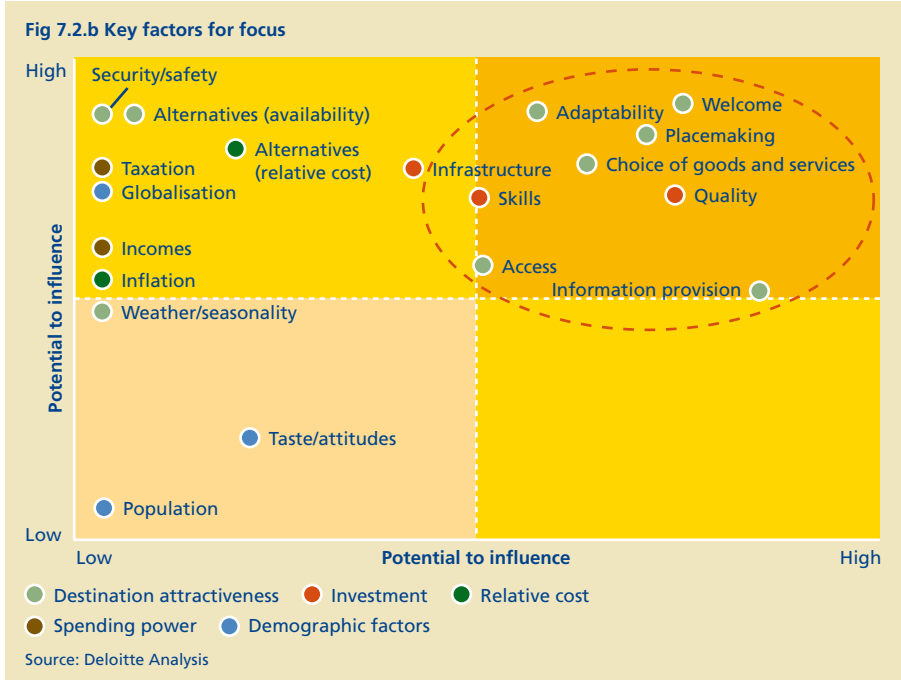 Fig 7.2.b Key factors for focus
High
Security/safety
Alternatives (availability)
Adaptability
Welcome
Placemaking
Alternatives
(relative cost)
Choice of goods and services
Taxation
Infrastructure
Globalisation
Skills
Quality
Incomes
Access
Inflation
Information provision
Weather/seasonality
Potential to influence
Taste/attitudes
Population
Low
Low
Potential to influence
High
Destination attractiveness
Investment
Relative cost
Spending power
Demographic factors
Source: Deloitte Analysis